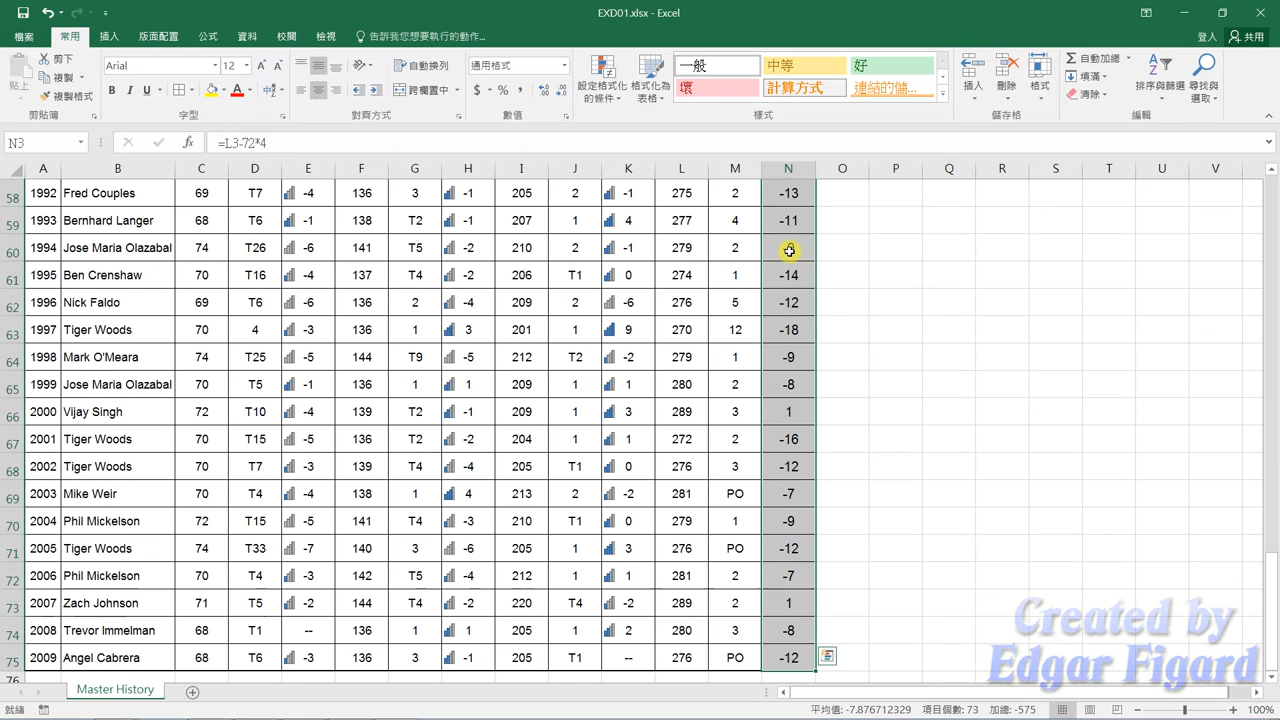 EXD01.xlsx - Excel
檔案 常用 插入 版面配置 公式 資料 校閱 檢視 告訴我您想要執行的動作... 登入 共用
貼上 剪下 複製 複製格式 Arial 12 自動換列 跨欄置中 通用格式 設定格式化的條件 格式化為表格 一般 中等 好 壞 計算方式 連結的儲... 插入 刪除 格式 自動加總 填滿 清除 排序與篩選 尋找與選取
剪貼簿 字型 對齊方式 數值 樣式 儲存格 編輯
N3 =L3-72*4
A B C D E F G H I J K L M N O P Q R S T U V
58 1992 Fred Couples 69 T7 -4 136 3 -1 205 2 -1 275 2 -13
59 1993 Bernhard Langer 68 T6 -1 138 T2 -1 207 1 4 277 4 -11
60 1994 Jose Maria Olazabal 74 T26 -6 141 T5 -2 210 2 -1 279 2
61 1995 Ben Crenshaw 70 T16 -4 137 T4 -2 206 T1 0 274 1 -14
62 1996 Nick Faldo 69 T6 -6 136 2 -4 209 2 -6 276 5 -12
63 1997 Tiger Woods 70 4 -3 136 1 3 201 1 9 270 12 -18
64 1998 Mark O'Meara 74 T25 -5 144 T9 -5 212 T2 -2 279 1 -9
65 1999 Jose Maria Olazabal 70 T5 -1 136 1 1 209 1 1 280 2 -8
66 2000 Vijay Singh 72 T10 -4 139 T2 -1 209 1 3 289 3 1
67 2001 Tiger Woods 70 T15 -5 136 T2 -2 204 1 1 272 2 -16
68 2002 Tiger Woods 70 T7 -3 139 T4 -4 205 T1 0 276 3 -12
69 2003 Mike Weir 70 T4 -4 138 1 4 213 2 -2 281 PO -7
70 2004 Phil Mickelson 72 T15 -5 141 T4 -3 210 T1 0 279 1 -9
71 2005 Tiger Woods 74 T33 -7 140 3 -6 205 1 3 276 PO -12
72 2006 Phil Mickelson 70 T4 -3 142 T5 -4 212 1 1 281 2 -7
73 2007 Zach Johnson 71 T5 -2 144 T4 -2 220 T4 -2 289 2 1
74 2008 Trevor Immelman 68 T1 -- 136 1 1 205 1 2 280 3 -8
75 2009 Angel Cabrera 68 T6 -3 136 3 -1 205 T1 -- 276 PO -12
76
Created by
Edgar Figard
Master History
就緒 平均值: -7.876712329 項目個數: 73 加總: -575 100%